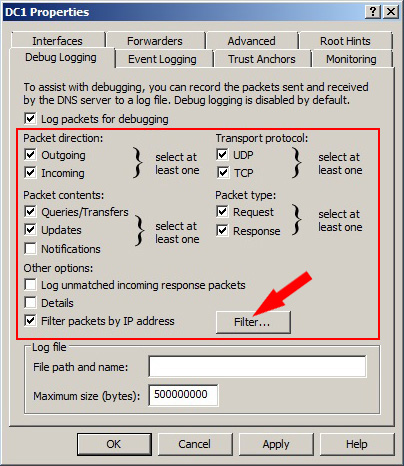 DC1 Properties
Interfaces Forwarders Advanced Root Hints
Debug Logging Event Logging Trust Anchors Monitoring
To assist with debugging, you can record the packets sent and received
by the DNS server to a log file. Debug logging is disabled by default.
Log packets for debugging
Packet direction: Transport protocol:
Outgoing select at UDP select at
Incoming least one TCP least one
Packet contents: Packet type:
Queries/Transfers Request select at
Updates select at least one Response least one
Notifications
Other options:
Log unmatched incoming response packets
Details
Filter packets by IP address Filter...
Log file
File path and name:
Maximum size (bytes): 500000000
OK Cancel Apply Help